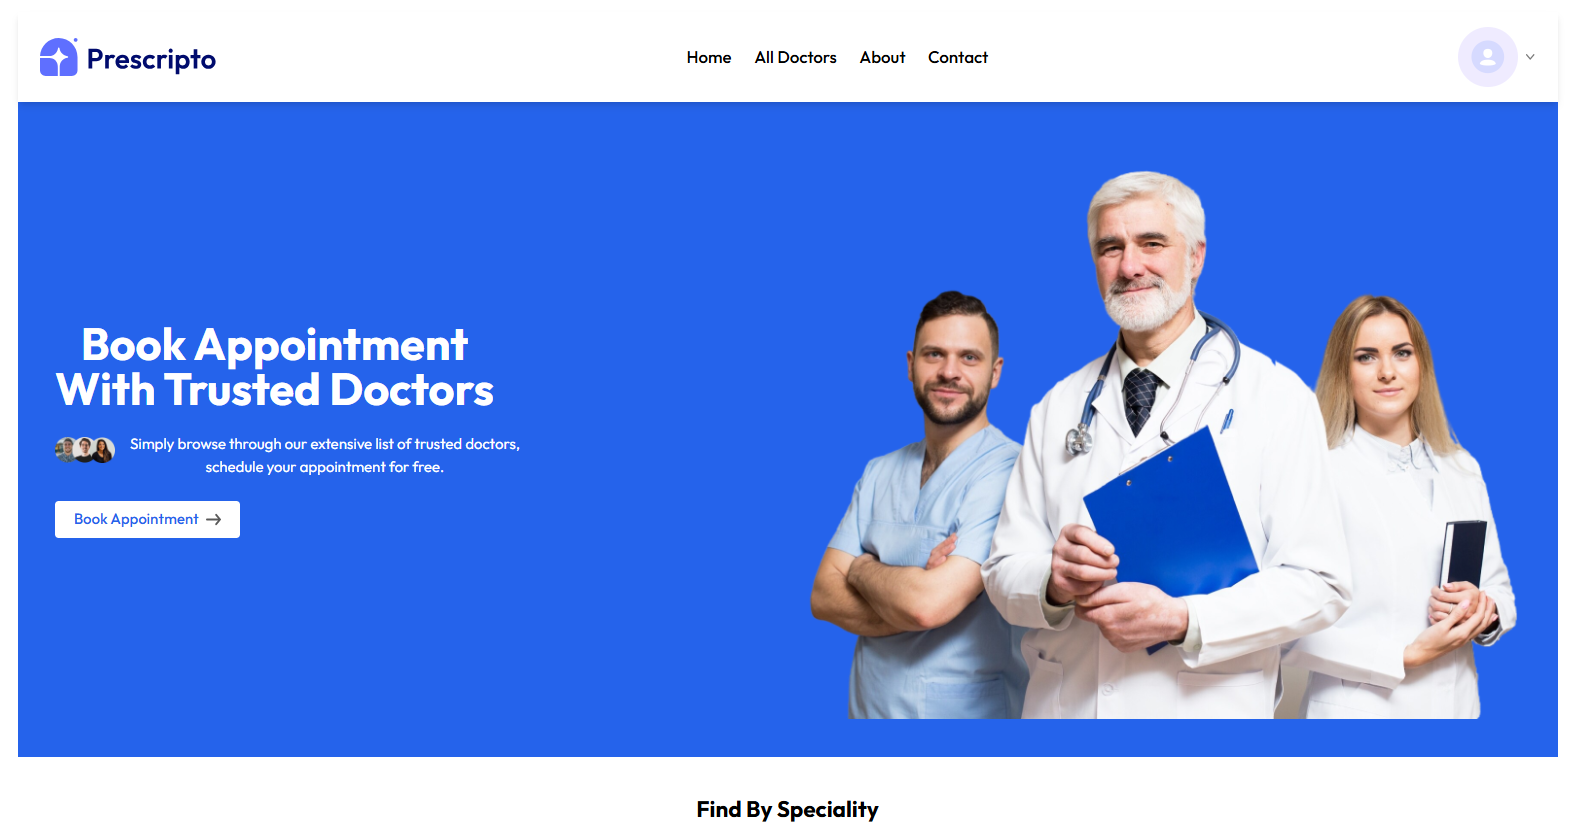 Prescripto
Home
All Doctors
About
Contact
Book Appointment
With Trusted Doctors
Simply browse through our extensive list of trusted doctors,
schedule your appointment for free.
Book Appointment
Find By Speciality